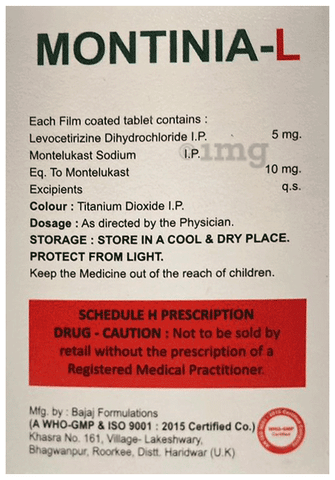 MONTINIA-L
Each Film coated tablet contains :
Levocetirizine Dihydrochloride I.P. 5 mg.
Montelukast Sodium I.P.
1mg
Eq. To Montelukast 10 mg.
Excipients q.s.
Colour : Titanium Dioxide I.P.
Dosage : As directed by the Physician.
STORAGE : STORE IN A COOL & DRY PLACE.
PROTECT FROM LIGHT.
Keep the Medicine out of the reach of children.
SCHEDULE H PRESCRIPTION
DRUG - CAUTION : Not to be sold by
retail without the prescription of a
Registered Medical Practitioner.
Mfg. by : Bajaj Formulations
(A WHO-GMP & ISO 9001 : 2015 Certified Co.)
Khasra No. 161, Village- Lakeshwary,
Bhagwanpur, Roorkee, Distt. Haridwar (U.K)
WHO-GMP
Certified